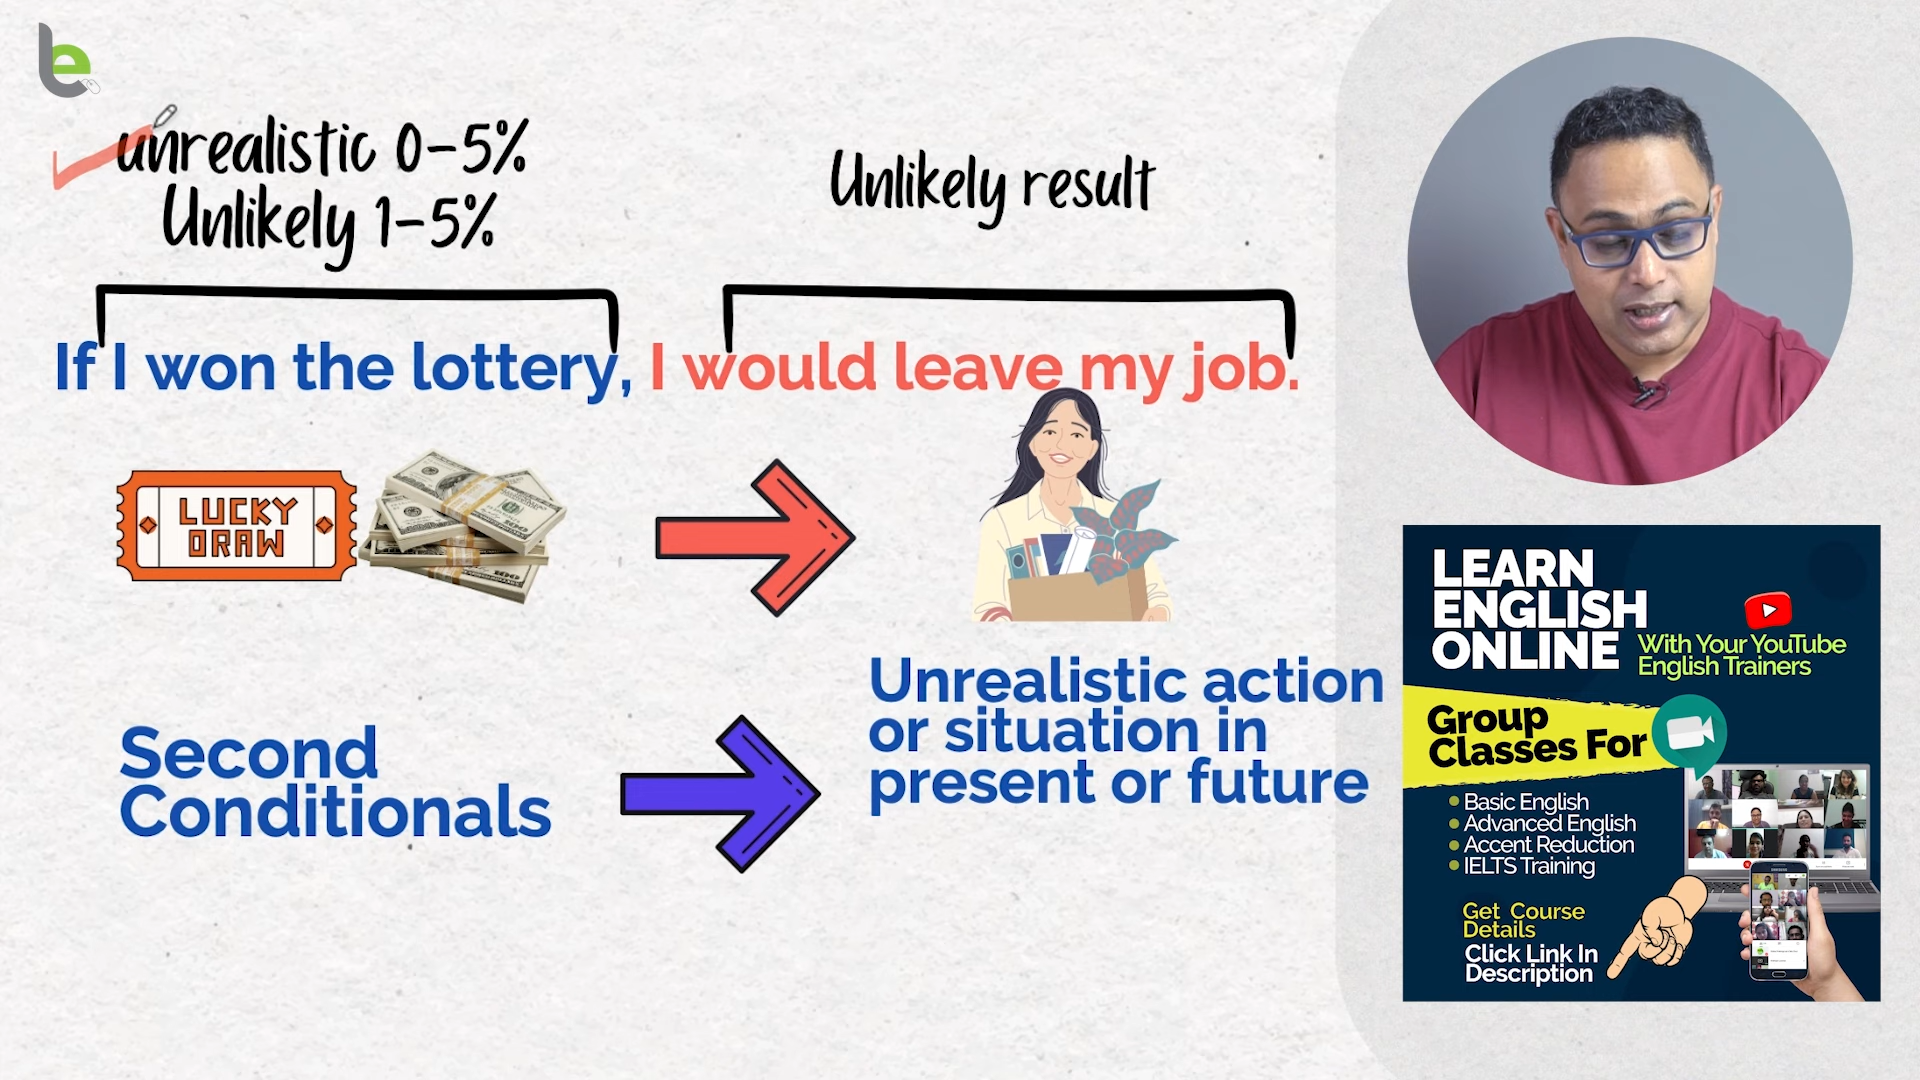 unrealistic 0-5%
Unlikely 1-5%
Unlikely result
If I won the lottery, I would leave my job.
LUCKY
DRAW
Second
Conditionals
Unrealistic action
or situation in
present or future
LEARN
ENGLISH
ONLINE
With Your YouTube
English Trainers
Group
Classes For
Basic English
Advanced English
Accent Reduction
IELTS Training
Get Course
Details
Click Link In
Description